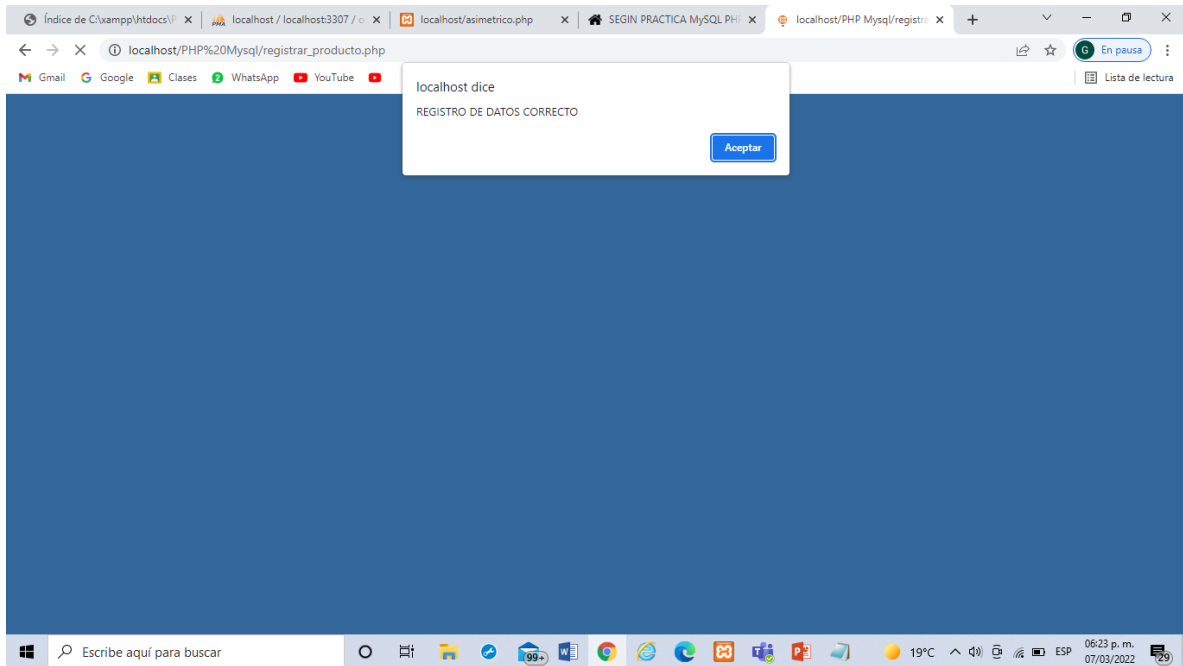 Índice de C:\xampp\htdocs\P
localhost / localhost:3307 /
localhost/asimetrico.php
SEGIN PRACTICA MySQL PH
localhost/PHP Mysql/registra
localhost/PHP%20Mysql/registrar_producto.php
G En pausa
Gmail Google Clases 2 WhatsApp YouTube
Lista de lectura
localhost dice
REGISTRO DE DATOS CORRECTO
Aceptar
Escribe aquí para buscar
99+
19°C
ESP
06:23 p. m.
07/03/2022
29